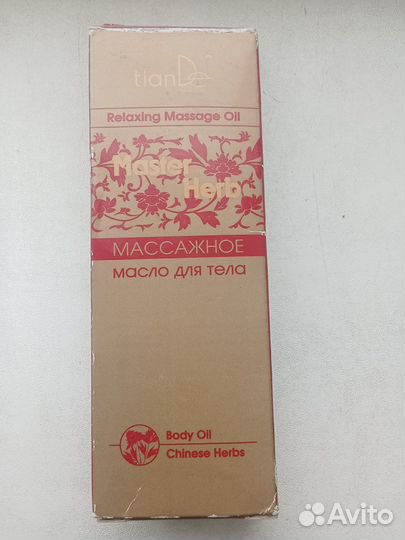 tianDe
Relaxing Massage Oil
Master
Herb
МАССАЖНОЕ
МАСЛО ДЛЯ ТЕЛА
Body Oil
Chinese Herbs
Avito